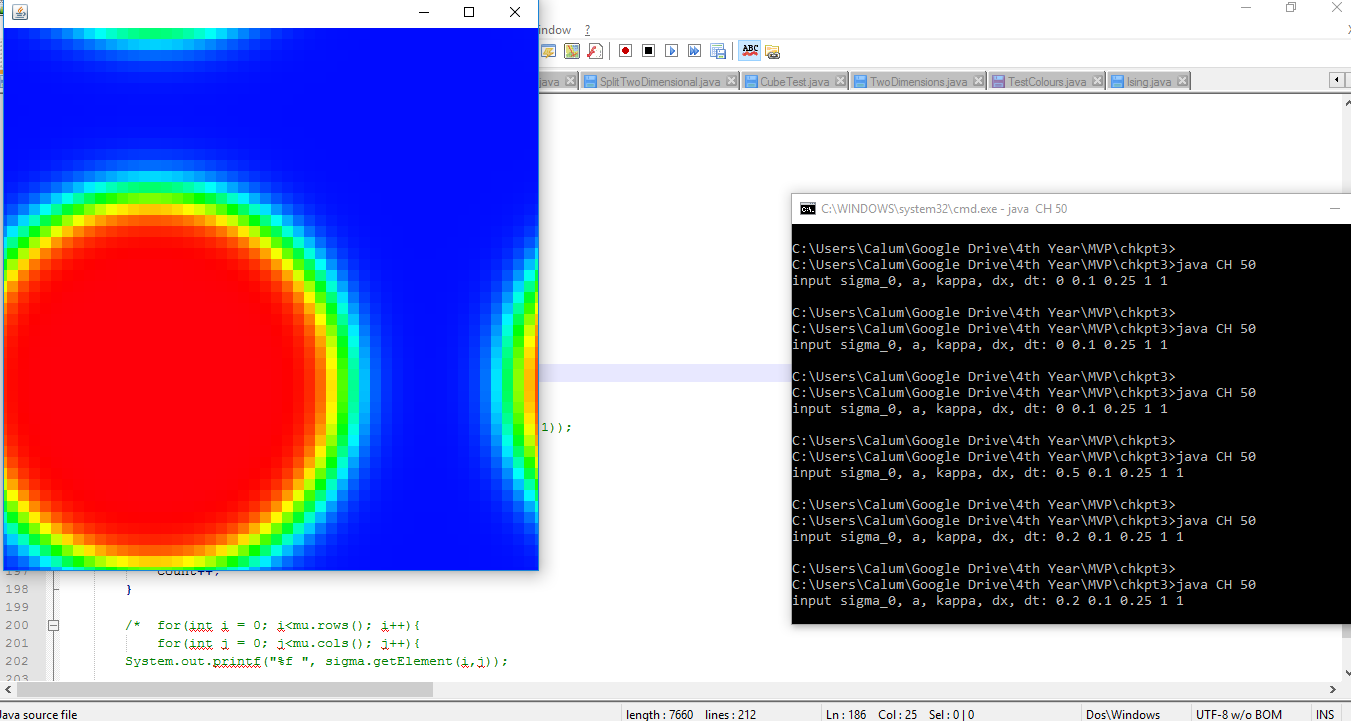 indow ?
ABC
java SplitTwoDimensional.java CubeTest.java TwoDimensions.java TestColours.java Ising.java
1));
C:\WINDOWS\system32\cmd.exe - java CH 50
C:\Users\Calum\Google Drive\4th Year\MVP\chkpt3>
C:\Users\Calum\Google Drive\4th Year\MVP\chkpt3>java CH 50
input sigma_0, a, kappa, dx, dt: 0 0.1 0.25 1 1
C:\Users\Calum\Google Drive\4th Year\MVP\chkpt3>
C:\Users\Calum\Google Drive\4th Year\MVP\chkpt3>java CH 50
input sigma_0, a, kappa, dx, dt: 0 0.1 0.25 1 1
C:\Users\Calum\Google Drive\4th Year\MVP\chkpt3>
C:\Users\Calum\Google Drive\4th Year\MVP\chkpt3>java CH 50
input sigma_0, a, kappa, dx, dt: 0 0.1 0.25 1 1
C:\Users\Calum\Google Drive\4th Year\MVP\chkpt3>
C:\Users\Calum\Google Drive\4th Year\MVP\chkpt3>java CH 50
input sigma_0, a, kappa, dx, dt: 0.5 0.1 0.25 1 1
C:\Users\Calum\Google Drive\4th Year\MVP\chkpt3>
C:\Users\Calum\Google Drive\4th Year\MVP\chkpt3>java CH 50
input sigma_0, a, kappa, dx, dt: 0.2 0.1 0.25 1 1
C:\Users\Calum\Google Drive\4th Year\MVP\chkpt3>
C:\Users\Calum\Google Drive\4th Year\MVP\chkpt3>java CH 50
input sigma_0, a, kappa, dx, dt: 0.2 0.1 0.25 1 1
197 count++;
198 }
199
200 /* for(int i = 0; i<mu.rows(); i++){
201 for(int j = 0; j<mu.cols(); j++){
202 System.out.printf("%f ", sigma.getElement(i,j));
203
Java source file length : 7660 lines : 212 Ln : 186 Col : 25 Sel : 0 | 0 Dos\Windows UTF-8 w/o BOM INS